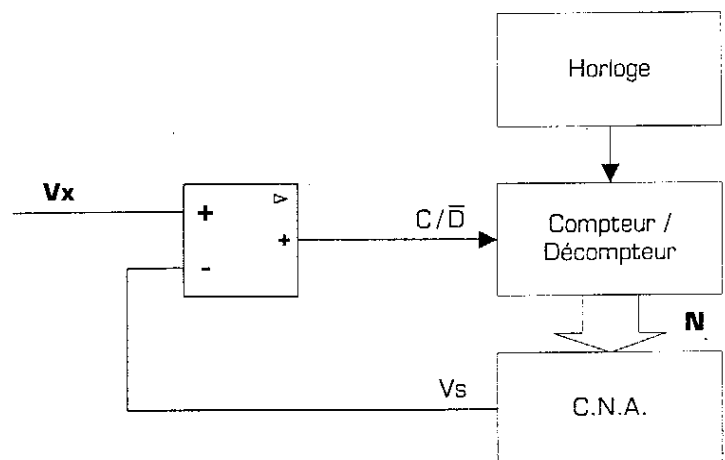 Horloge
Vx
+
-
+
C/D̅
Compteur /
Décompteur
N
Vs
C.N.A.